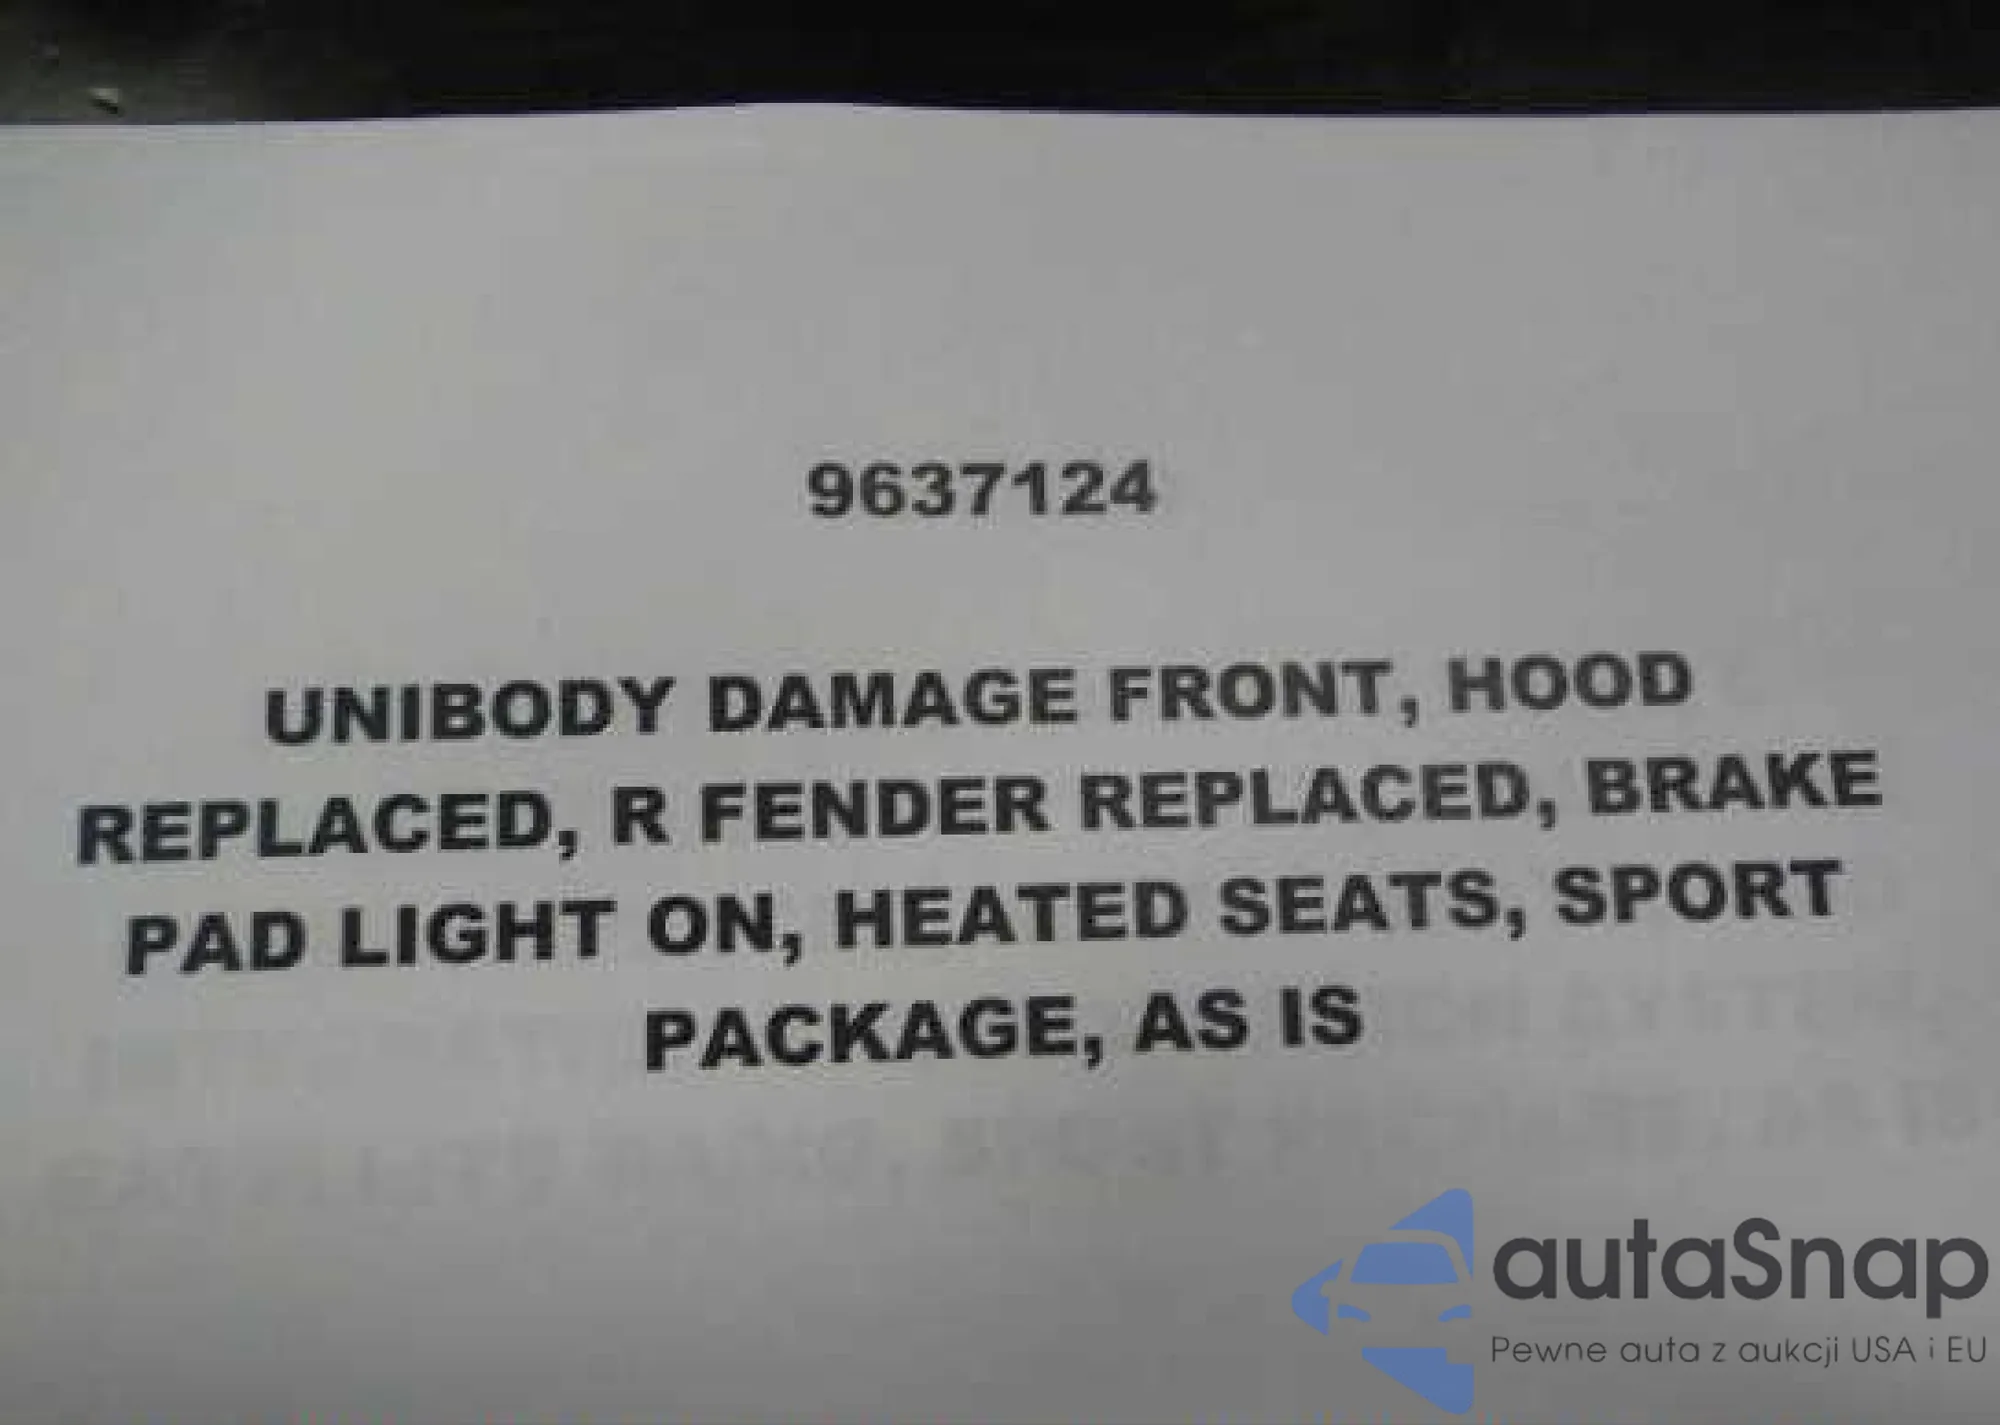 9637124
UNIBODY DAMAGE FRONT, HOOD
REPLACED, R FENDER REPLACED, BRAKE
PAD LIGHT ON, HEATED SEATS, SPORT
PACKAGE, AS IS
autaSnap
Pewne auta z aukcji USA i EU